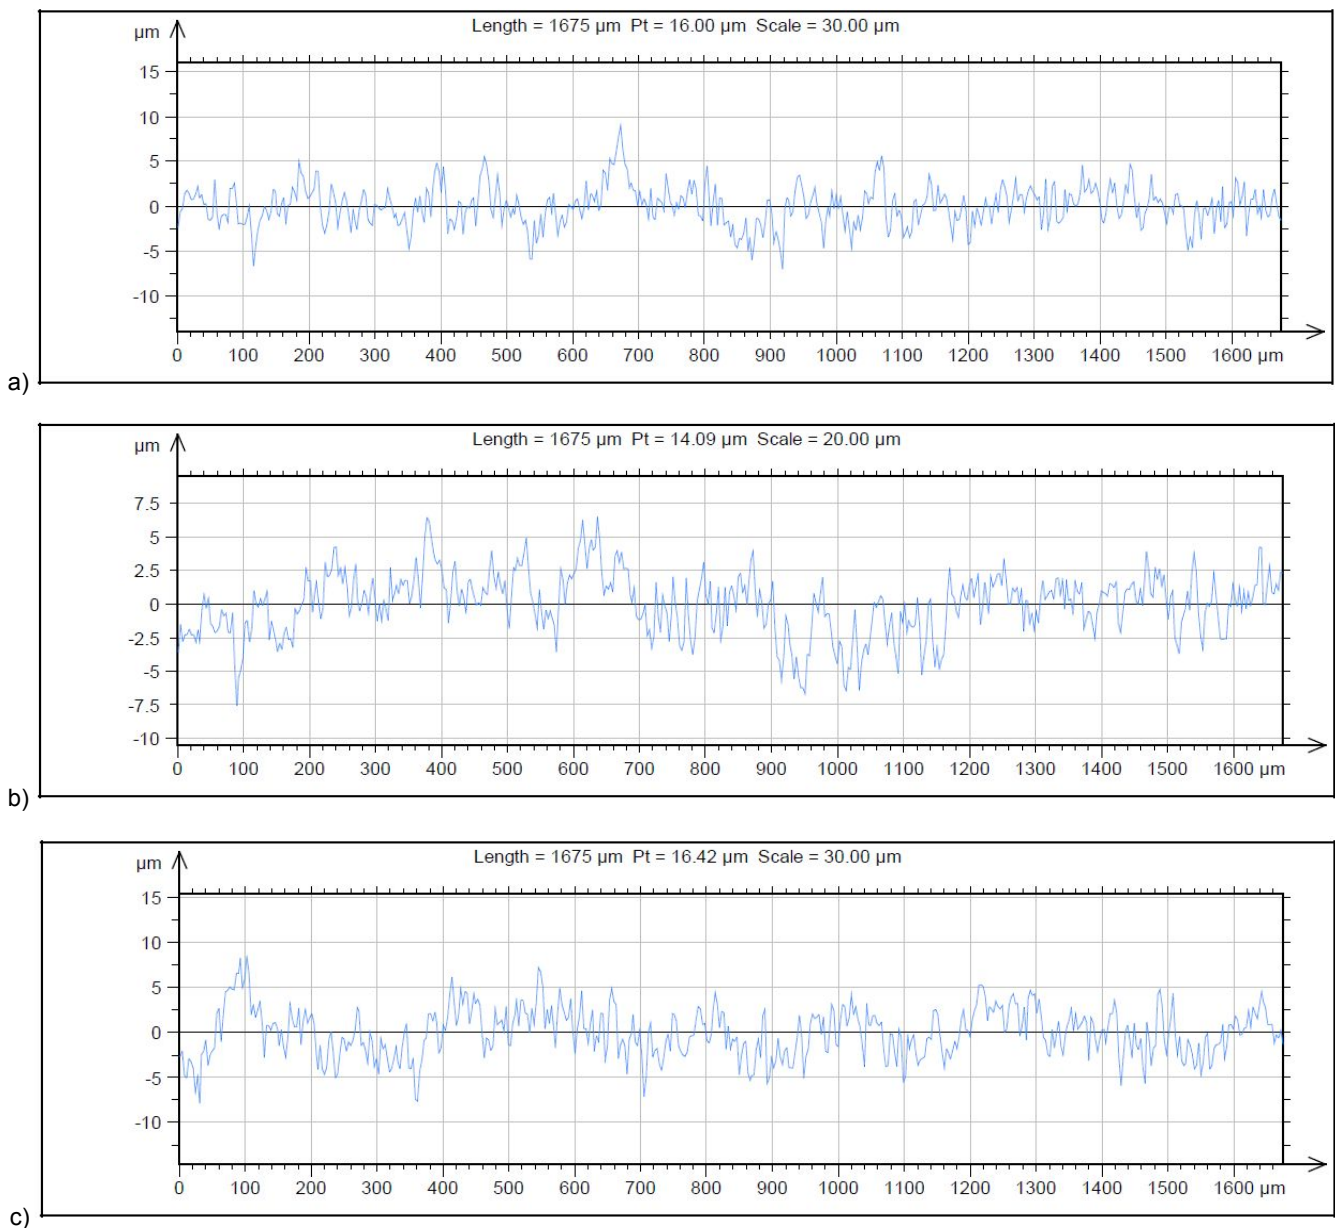 Length = 1675 µm Pt = 16.00 µm Scale = 30.00 µm
µm
15
10
5
0
-5
-10
0 100 200 300 400 500 600 700 800 900 1000 1100 1200 1300 1400 1500 1600 µm
a)
Length = 1675 µm Pt = 14.09 µm Scale = 20.00 µm
µm
7.5
5
2.5
0
-2.5
-5
-7.5
-10
0 100 200 300 400 500 600 700 800 900 1000 1100 1200 1300 1400 1500 1600 µm
b)
Length = 1675 µm Pt = 16.42 µm Scale = 30.00 µm
µm
15
10
5
0
-5
-10
0 100 200 300 400 500 600 700 800 900 1000 1100 1200 1300 1400 1500 1600 µm
c)